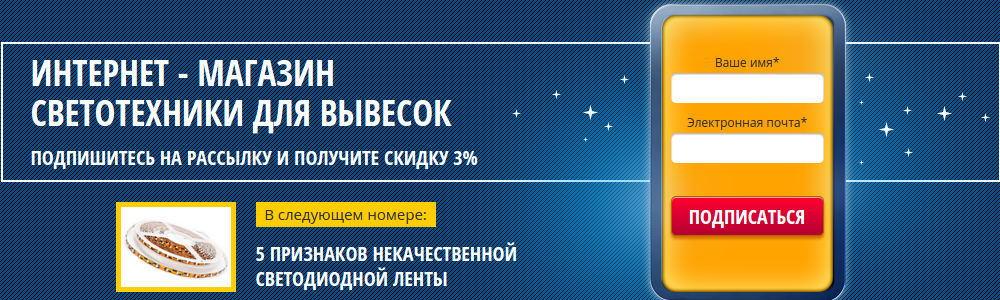 ИНТЕРНЕТ - МАГАЗИН
СВЕТОТЕХНИКИ ДЛЯ ВЫВЕСОК
ПОДПИШИТЕСЬ НА РАССЫЛКУ И ПОЛУЧИТЕ СКИДКУ 3%
В следующем номере:
5 ПРИЗНАКОВ НЕКАЧЕСТВЕННОЙ
СВЕТОДИОДНОЙ ЛЕНТЫ
Ваше имя*
Электронная почта*
ПОДПИСАТЬСЯ